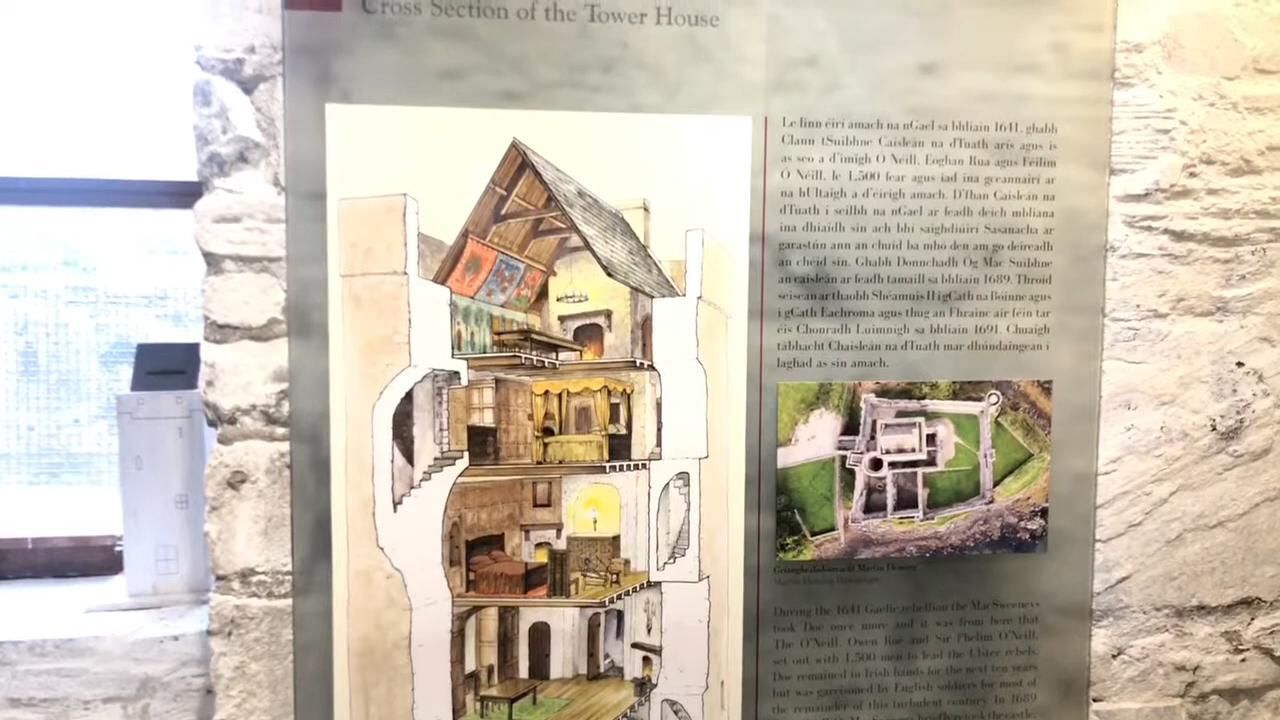 Cross Section of the Tower House
Le linn éirí amach na nGael sa bhliain 1641, ghabh
Clann tSuibhne Caisleán na dTuath arís agus is
as seo a d'imigh Ó Néill, Eoghan Rua agus Féilim
Ó Néill, le 1,500 fear agus iad ina gceannairí ar
na hUltaigh a d'éirigh amach. D'fhan Caisleán na
dTuath i seilbh na nGael ar feadh deich mbliana
ina dhiaidh sin ach bhí saighdiúirí Sasanacha ar
garastún ann an chuid ba mhó den am go deireadh
an chéid sin. Ghabh Donnchadh Óg Mac Suibhne
an caisleán ar feadh tamaill sa bhliain 1689. Throid
seisean ar thaobh Shéamuis II i gCath na Bóinne agus
i gCath Eachroma agus thug an Fhrainc air féin tar
éis Chonradh Luimnigh sa bhliain 1691. Chuaigh
tábhacht Chaisleán na dTuath mar dhúndaingean i
laghad as sin amach.
Martin Fleming
During the 1641 Gaelic rebellion the MacSweeneys
took Doe once more and it was from here that
The O'Neill, Owen Roe and Sir Phelim O'Neill,
set out with 1,500 men to lead the Ulster rebels.
Doe remained in Irish hands for the next ten years
but was garrisoned by English soldiers for most of
the remainder of this turbulent century. In 1689
briefly retook the castle.